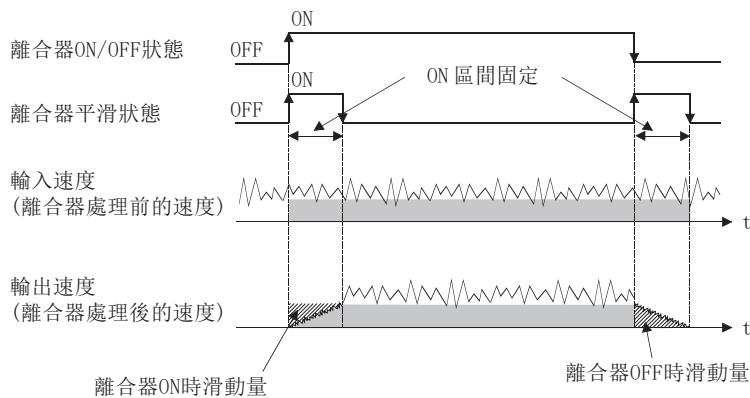 ON
離合器ON/OFF狀態
OFF
ON
ON 區間固定
離合器平滑狀態
OFF
輸入速度
(離合器處理前的速度)
t
輸出速度
(離合器處理後的速度)
t
離合器ON時滑動量
離合器OFF時滑動量